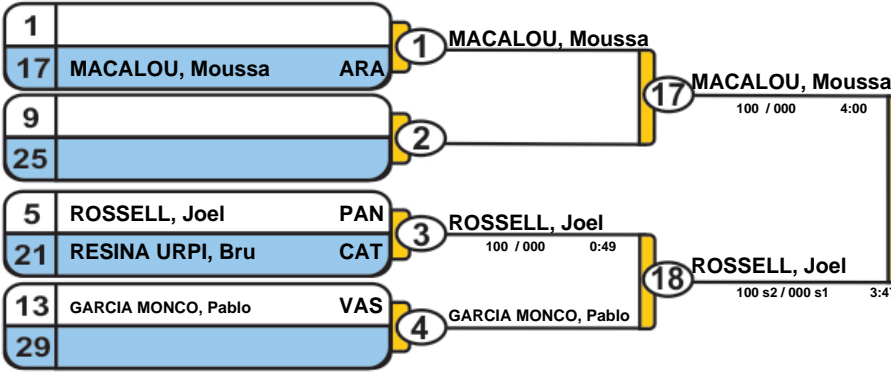 1
17 MACALOU, Moussa ARA
1 MACALOU, Moussa
9
25
2
17 MACALOU, Moussa
100 / 000 4:00
5 ROSSELL, Joel PAN
21 RESINA URPI, Bru CAT
3 ROSSELL, Joel
100 / 000 0:49
13 GARCIA MONCO, Pablo VAS
29
4 GARCIA MONCO, Pablo
18 ROSSELL, Joel
100 s2 / 000 s1